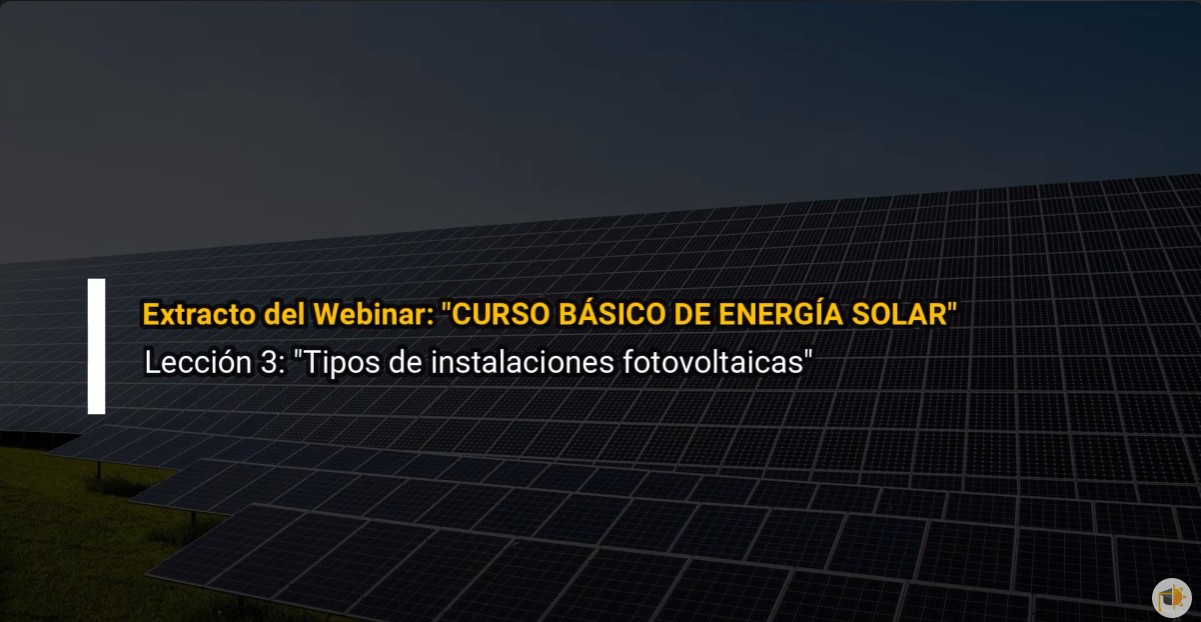 Extracto del Webinar: "CURSO BÁSICO DE ENERGÍA SOLAR"
Lección 3: "Tipos de instalaciones fotovoltaicas"